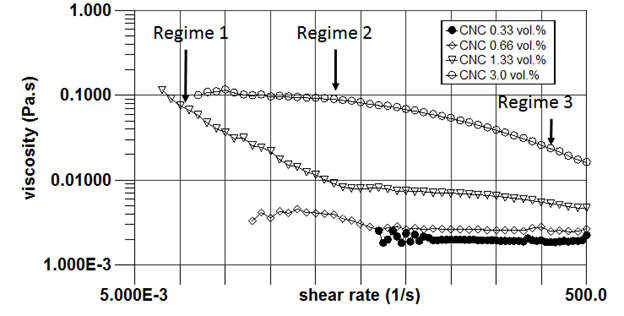 1.000
Regime 1
Regime 2
CNC 0.33 vol.%
CNC 0.66 vol.%
CNC 1.33 vol.%
CNC 3.0 vol.%
0.1000
Regime 3
viscosity (Pa.s)
0.01000
1.000E-3
5.000E-3
shear rate (1/s)
500.0